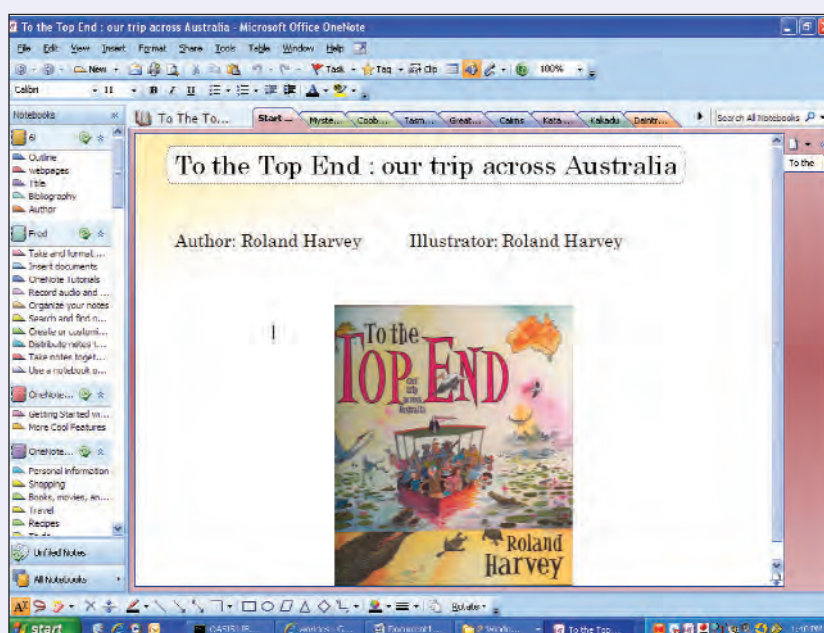 To the Top End : our trip across Australia - Microsoft Office OneNote
File Edit View Insert Format Share Tools Table Window Help
New Task Tag Clip 100%
Calibri 11 B I U A
Notebooks
To The To... Start ... Myste... Coob... Tasm... Great... Cairns Kata ... Kakadu Daintr...
Search All Notebooks
6I
Outline
webpages
Title
Bibliography
Author
Fred
Take and format ...
Insert documents
OneNote Tutorials
Record audio and ...
Organize your notes
Search and find n...
Create or customi...
Distribute notes t...
Take notes toget...
Use a notebook o...
OneNote...
Getting Started wi...
More Cool Features
OneNote...
Personal Information
Shopping
Books, movies, an...
Travel
Recipes
Unfiled Notes
All Notebooks
To the Top End : our trip across Australia
Author: Roland Harvey Illustrator: Roland Harvey
To the
TOP END
our
trip
across
Australia
Roland
Harvey
To the
Rotate
start
Document1...
To the Top...
1:40 PM